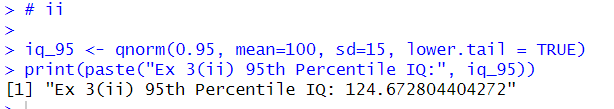 > # ii
>
> iq_95 <- qnorm(0.95, mean=100, sd=15, lower.tail = TRUE)
> print(paste("Ex 3(ii) 95th Percentile IQ:", iq_95))
[1] "Ex 3(ii) 95th Percentile IQ: 124.672804404272"
>